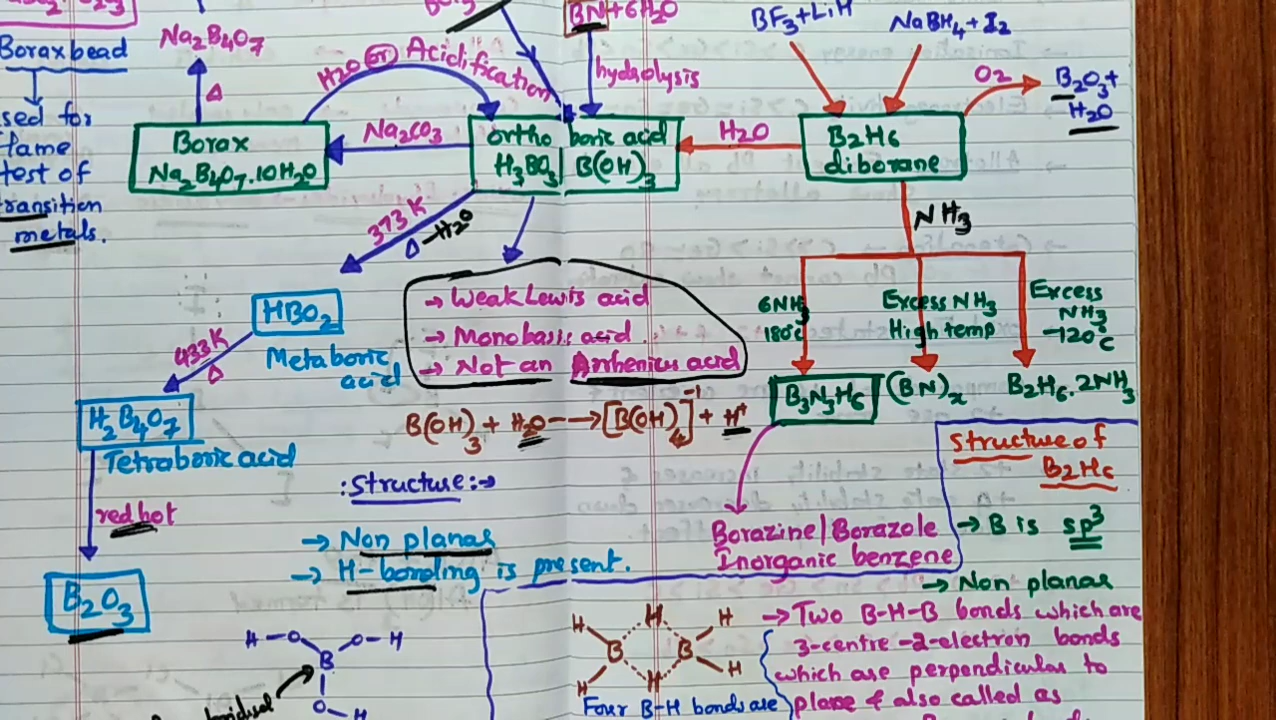 Borax bead
sed for
flame
test of
ransition
metals.
Na2B4O7
Δ
H2O or Acidification
BN+6H2O
hydrolysis
BF3+LiH
NaBH4+I2
O2
B2O3+
H2O
Borax
Na2B4O7.10H2O
Na2CO3
ortho boric acid
H3BO3 | B(OH)3
H2O
B2H6
diborane
NH3
373K
Δ -H2O
HBO2
Metaboric
acid
433K
Δ
H2B4O7
Tetraboric acid
red hot
B2O3
→ Weak Lewis acid
→ Monobasic acid.
→ Not an Arrhenius acid
B(OH)3 + H2O → [B(OH)4]-1 + H+
6NH3
180°c
Excess NH3
High temp
Excess
NH3
-120°c
B3N3H6
(BN)x
B2H6.2NH3
Borazine/Borazole
Inorganic benzene
:structure:→
→ Non planar
→ H-bonding is present.
H-O O-H
B
O-H
structure of
B2H6
→ B is sp3
→ Non planar
→ Two B-H-B bonds which are
3-centre-2-electron bonds
which are perpendicular to
plane & also called as
H H H
B B
H H H
Four B-H bonds are